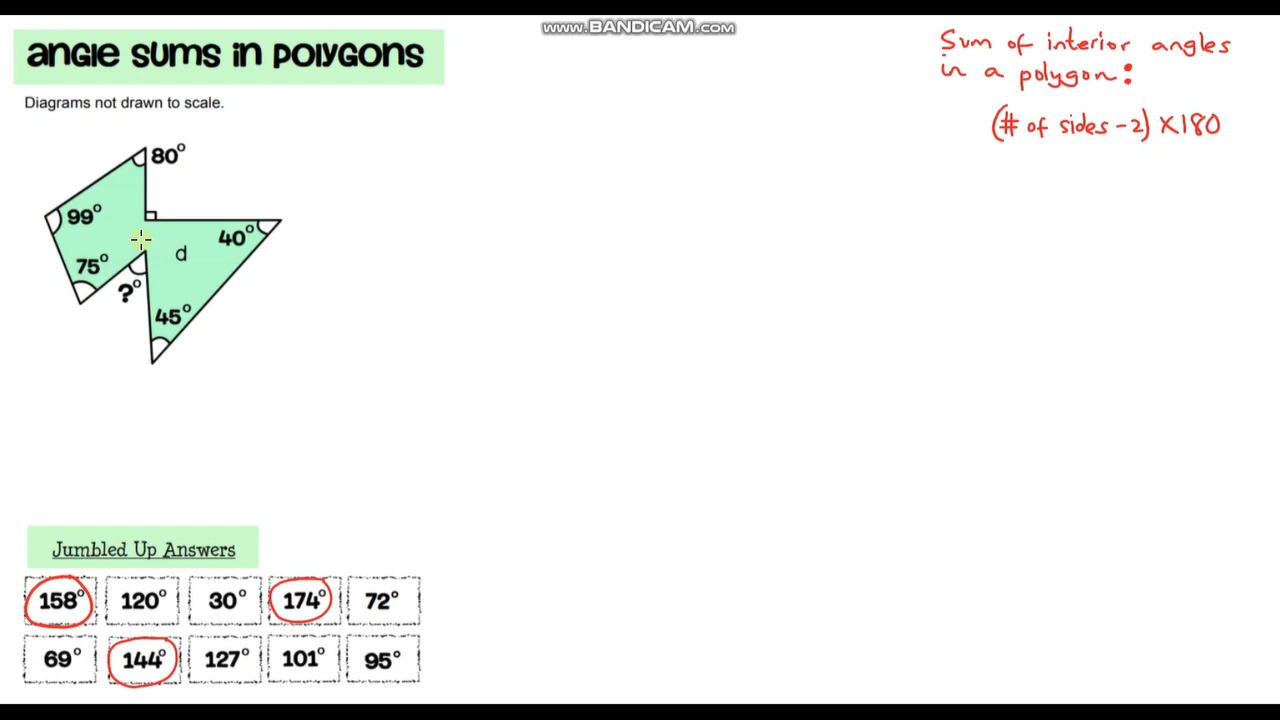 WWW.BANDICAM.COM
ANGLE SUMS IN POLYGONS
Sum of interior angles
in a polygon:
(# of sides - 2) X 180
Diagrams not drawn to scale.
80°
99°
40°
d
75°
?°
45°
Jumbled Up Answers
158° 120° 30° 174° 72°
69° 144° 127° 101° 95°